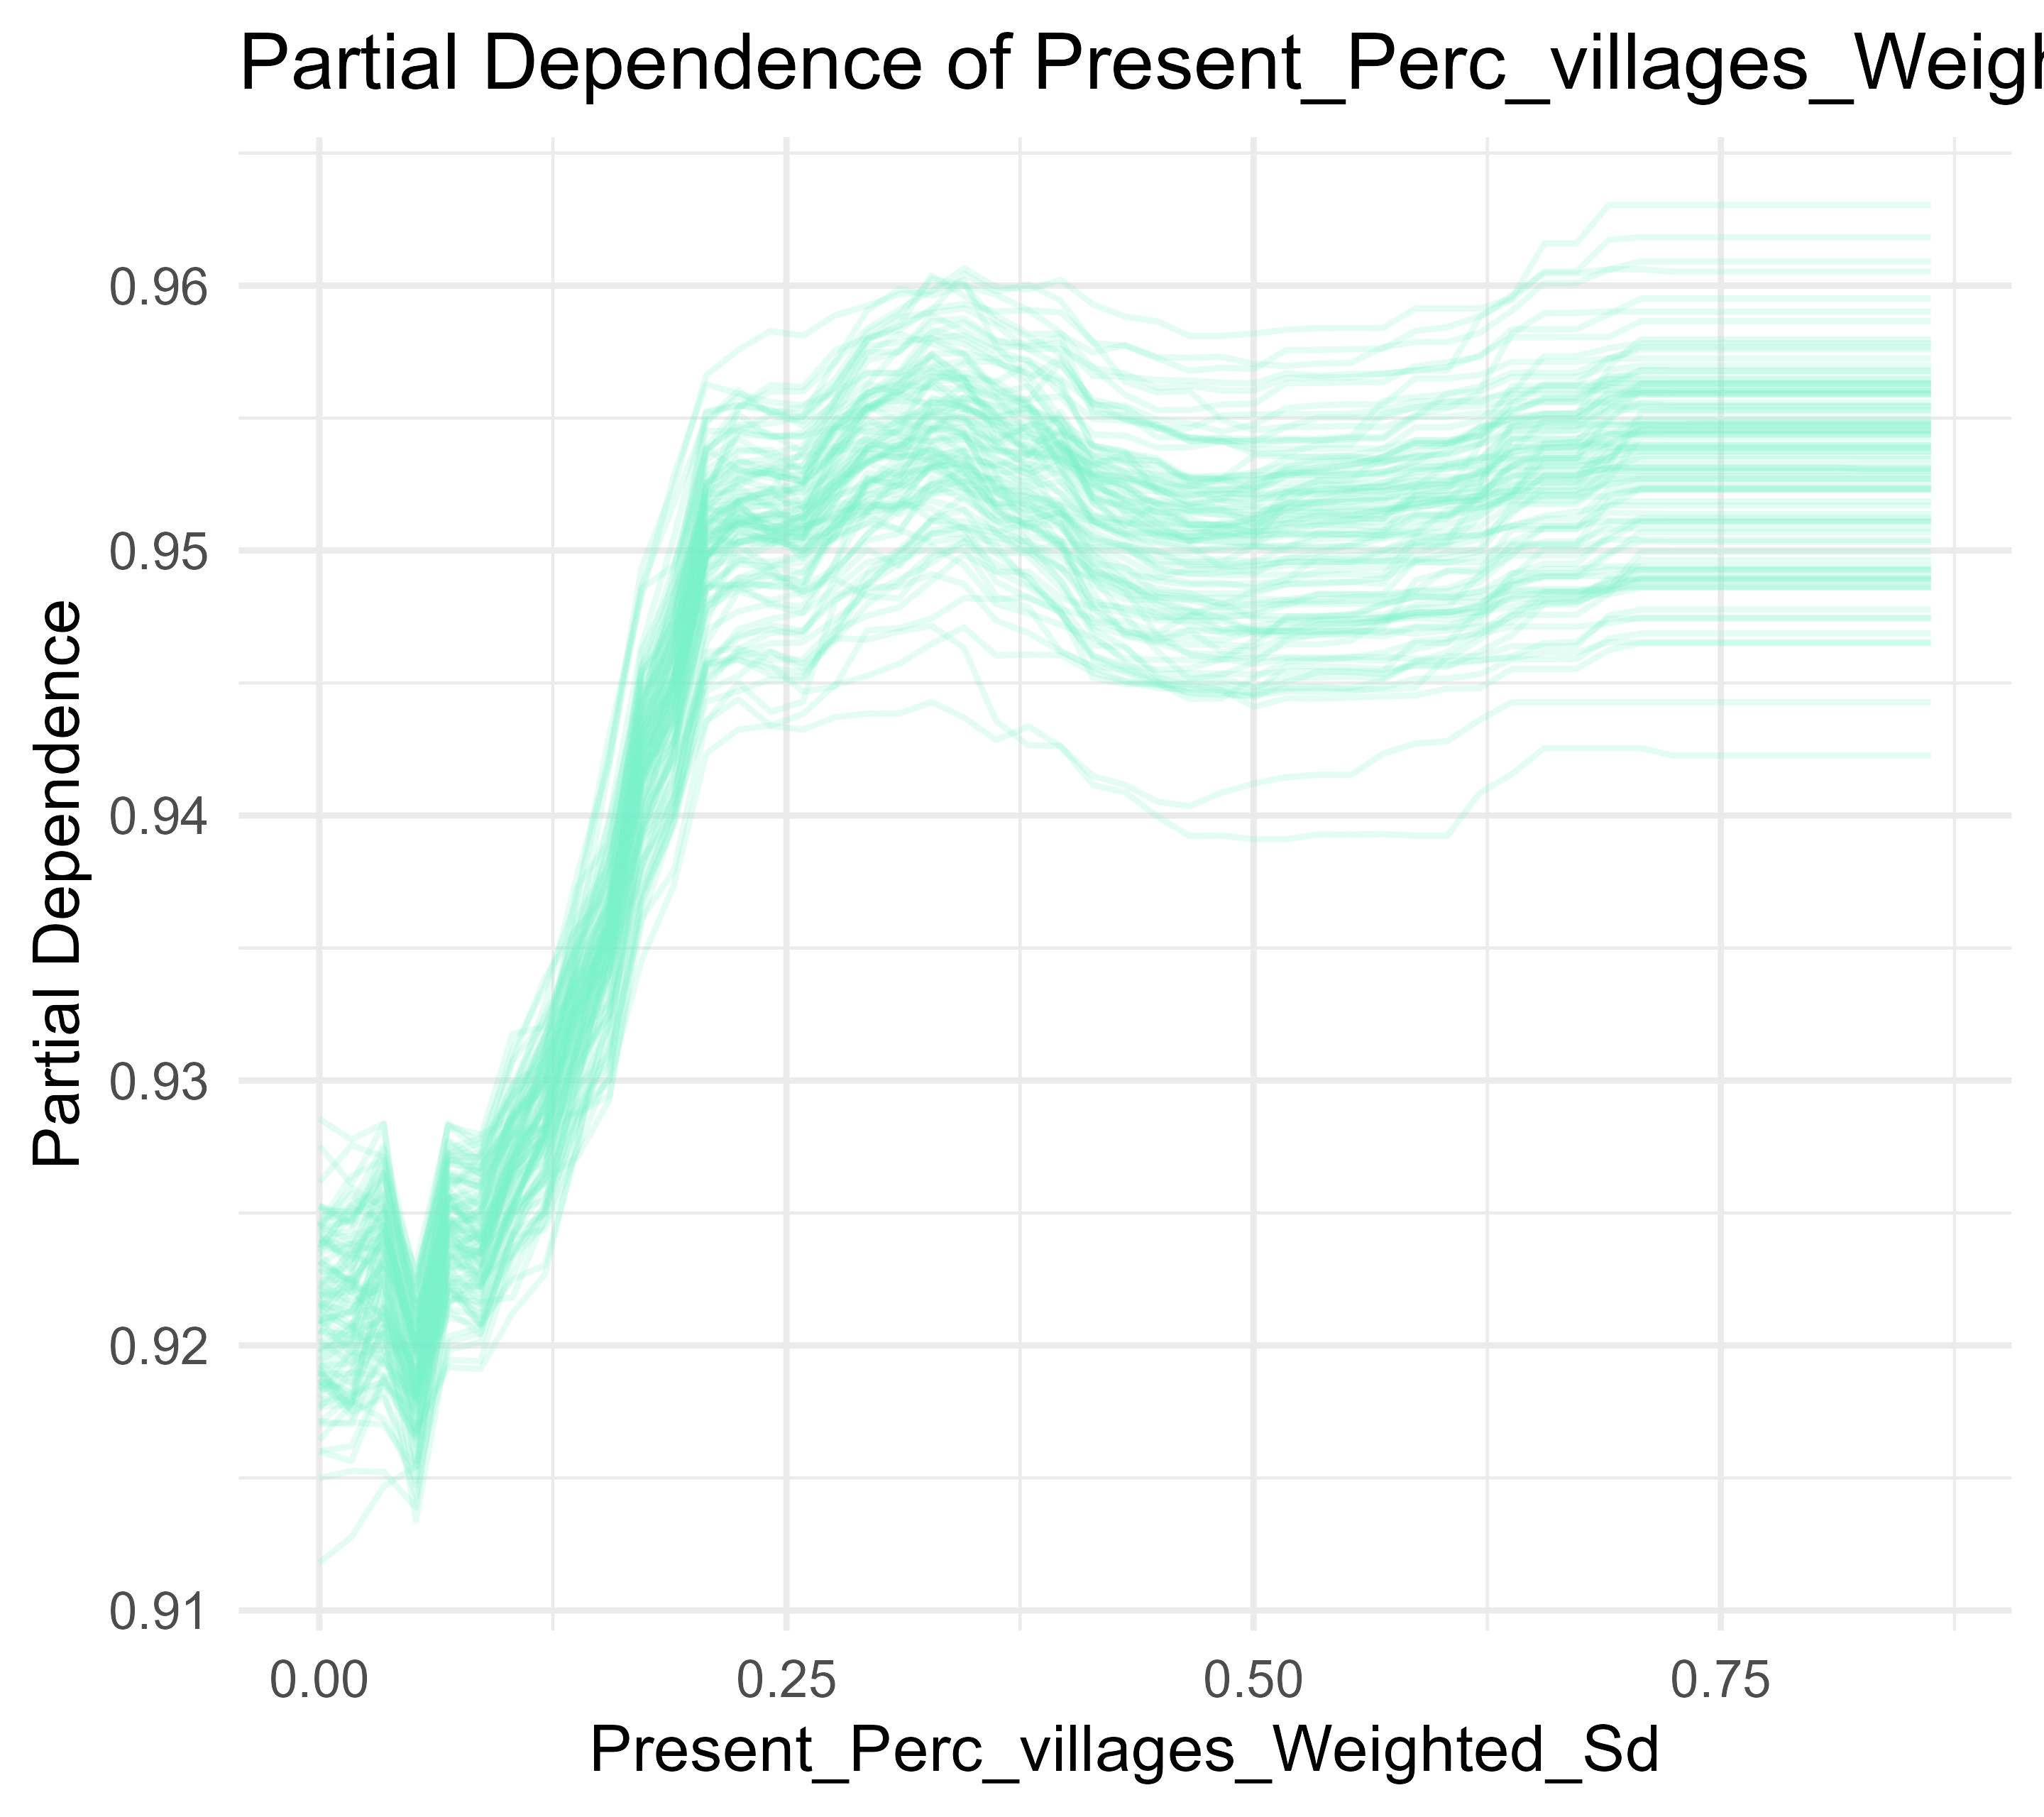 Partial Dependence of Present_Perc_villages_Weigh
Partial Dependence
0.96
0.95
0.94
0.93
0.92
0.91
0.00 0.25 0.50 0.75
Present_Perc_villages_Weighted_Sd